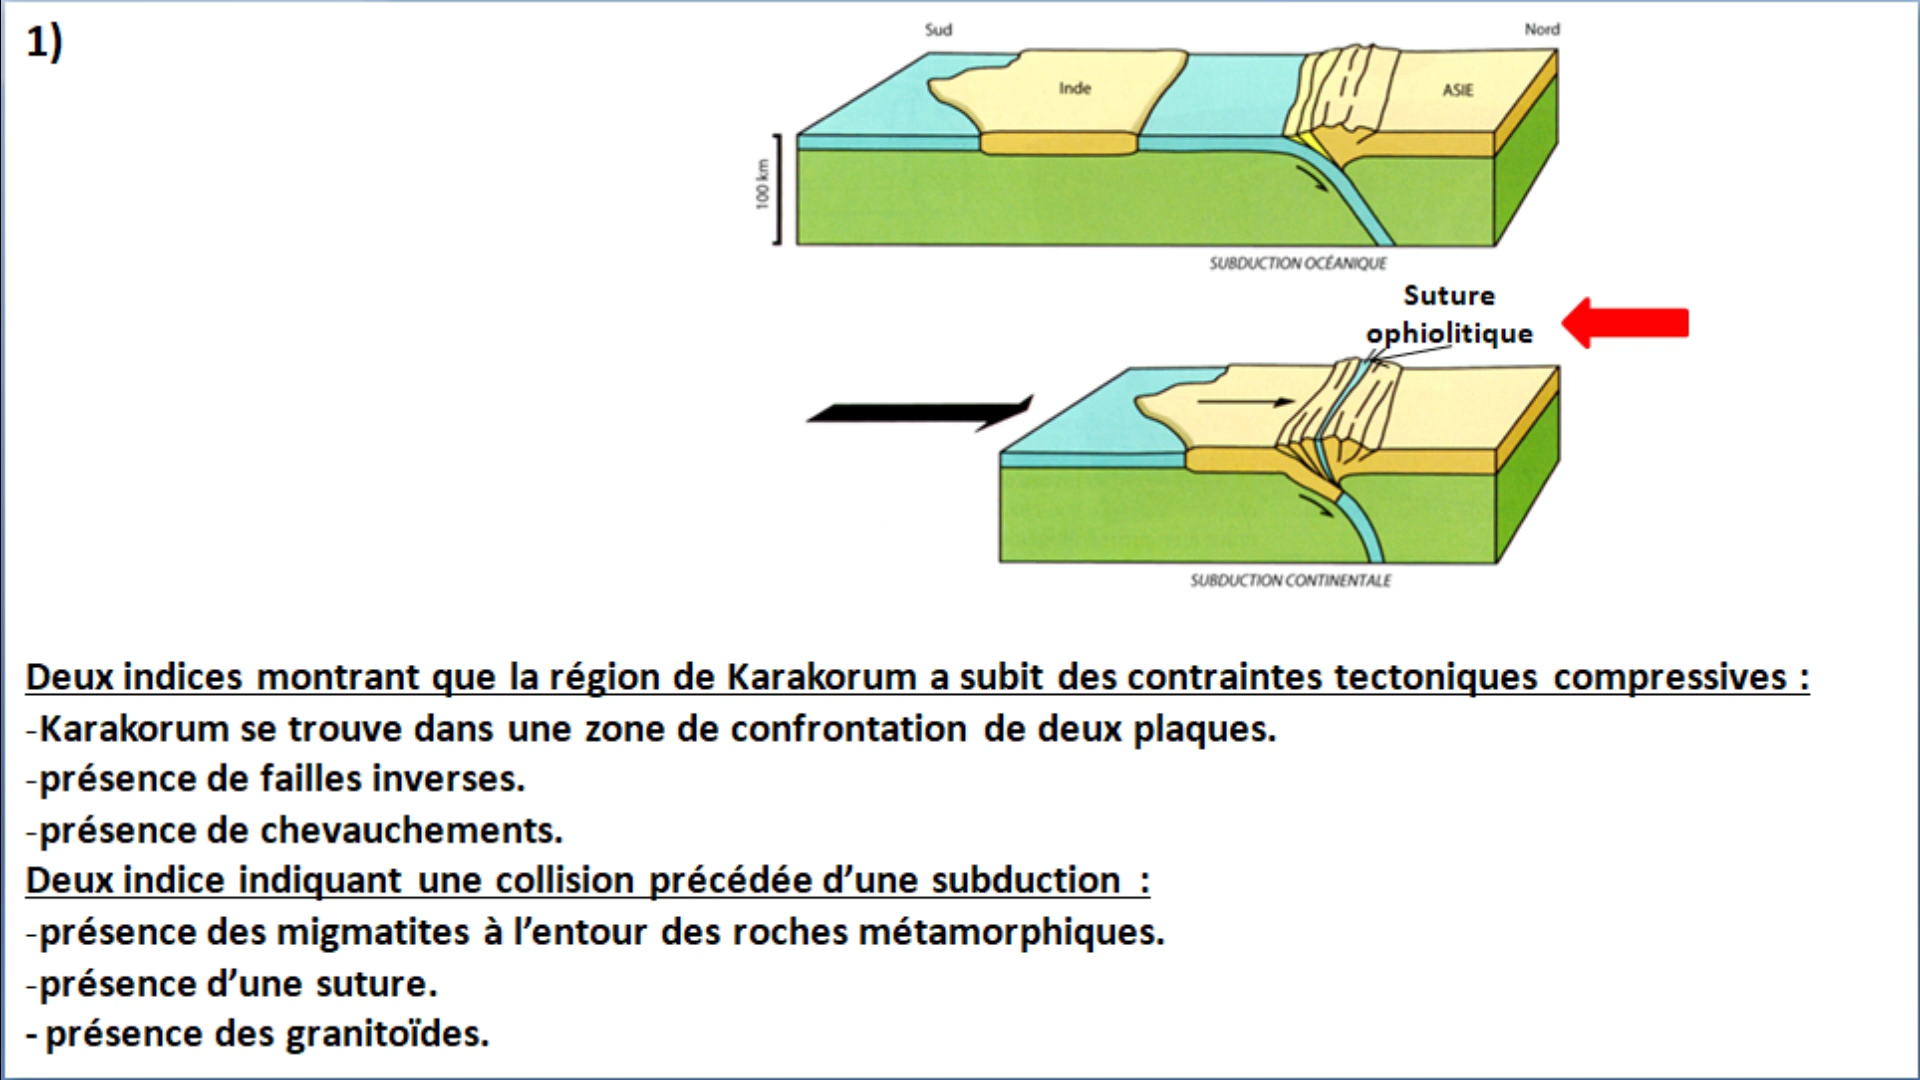 1)
Sud
Nord
Inde
ASIE
100 km
SUBDUCTION OCÉANIQUE
Suture
ophiolitique
SUBDUCTION CONTINENTALE
Deux indices montrant que la région de Karakorum a subit des contraintes tectoniques compressives :
-Karakorum se trouve dans une zone de confrontation de deux plaques.
-présence de failles inverses.
-présence de chevauchements.
Deux indice indiquant une collision précédée d’une subduction :
-présence des migmatites à l’entour des roches métamorphiques.
-présence d’une suture.
- présence des granitoïdes.